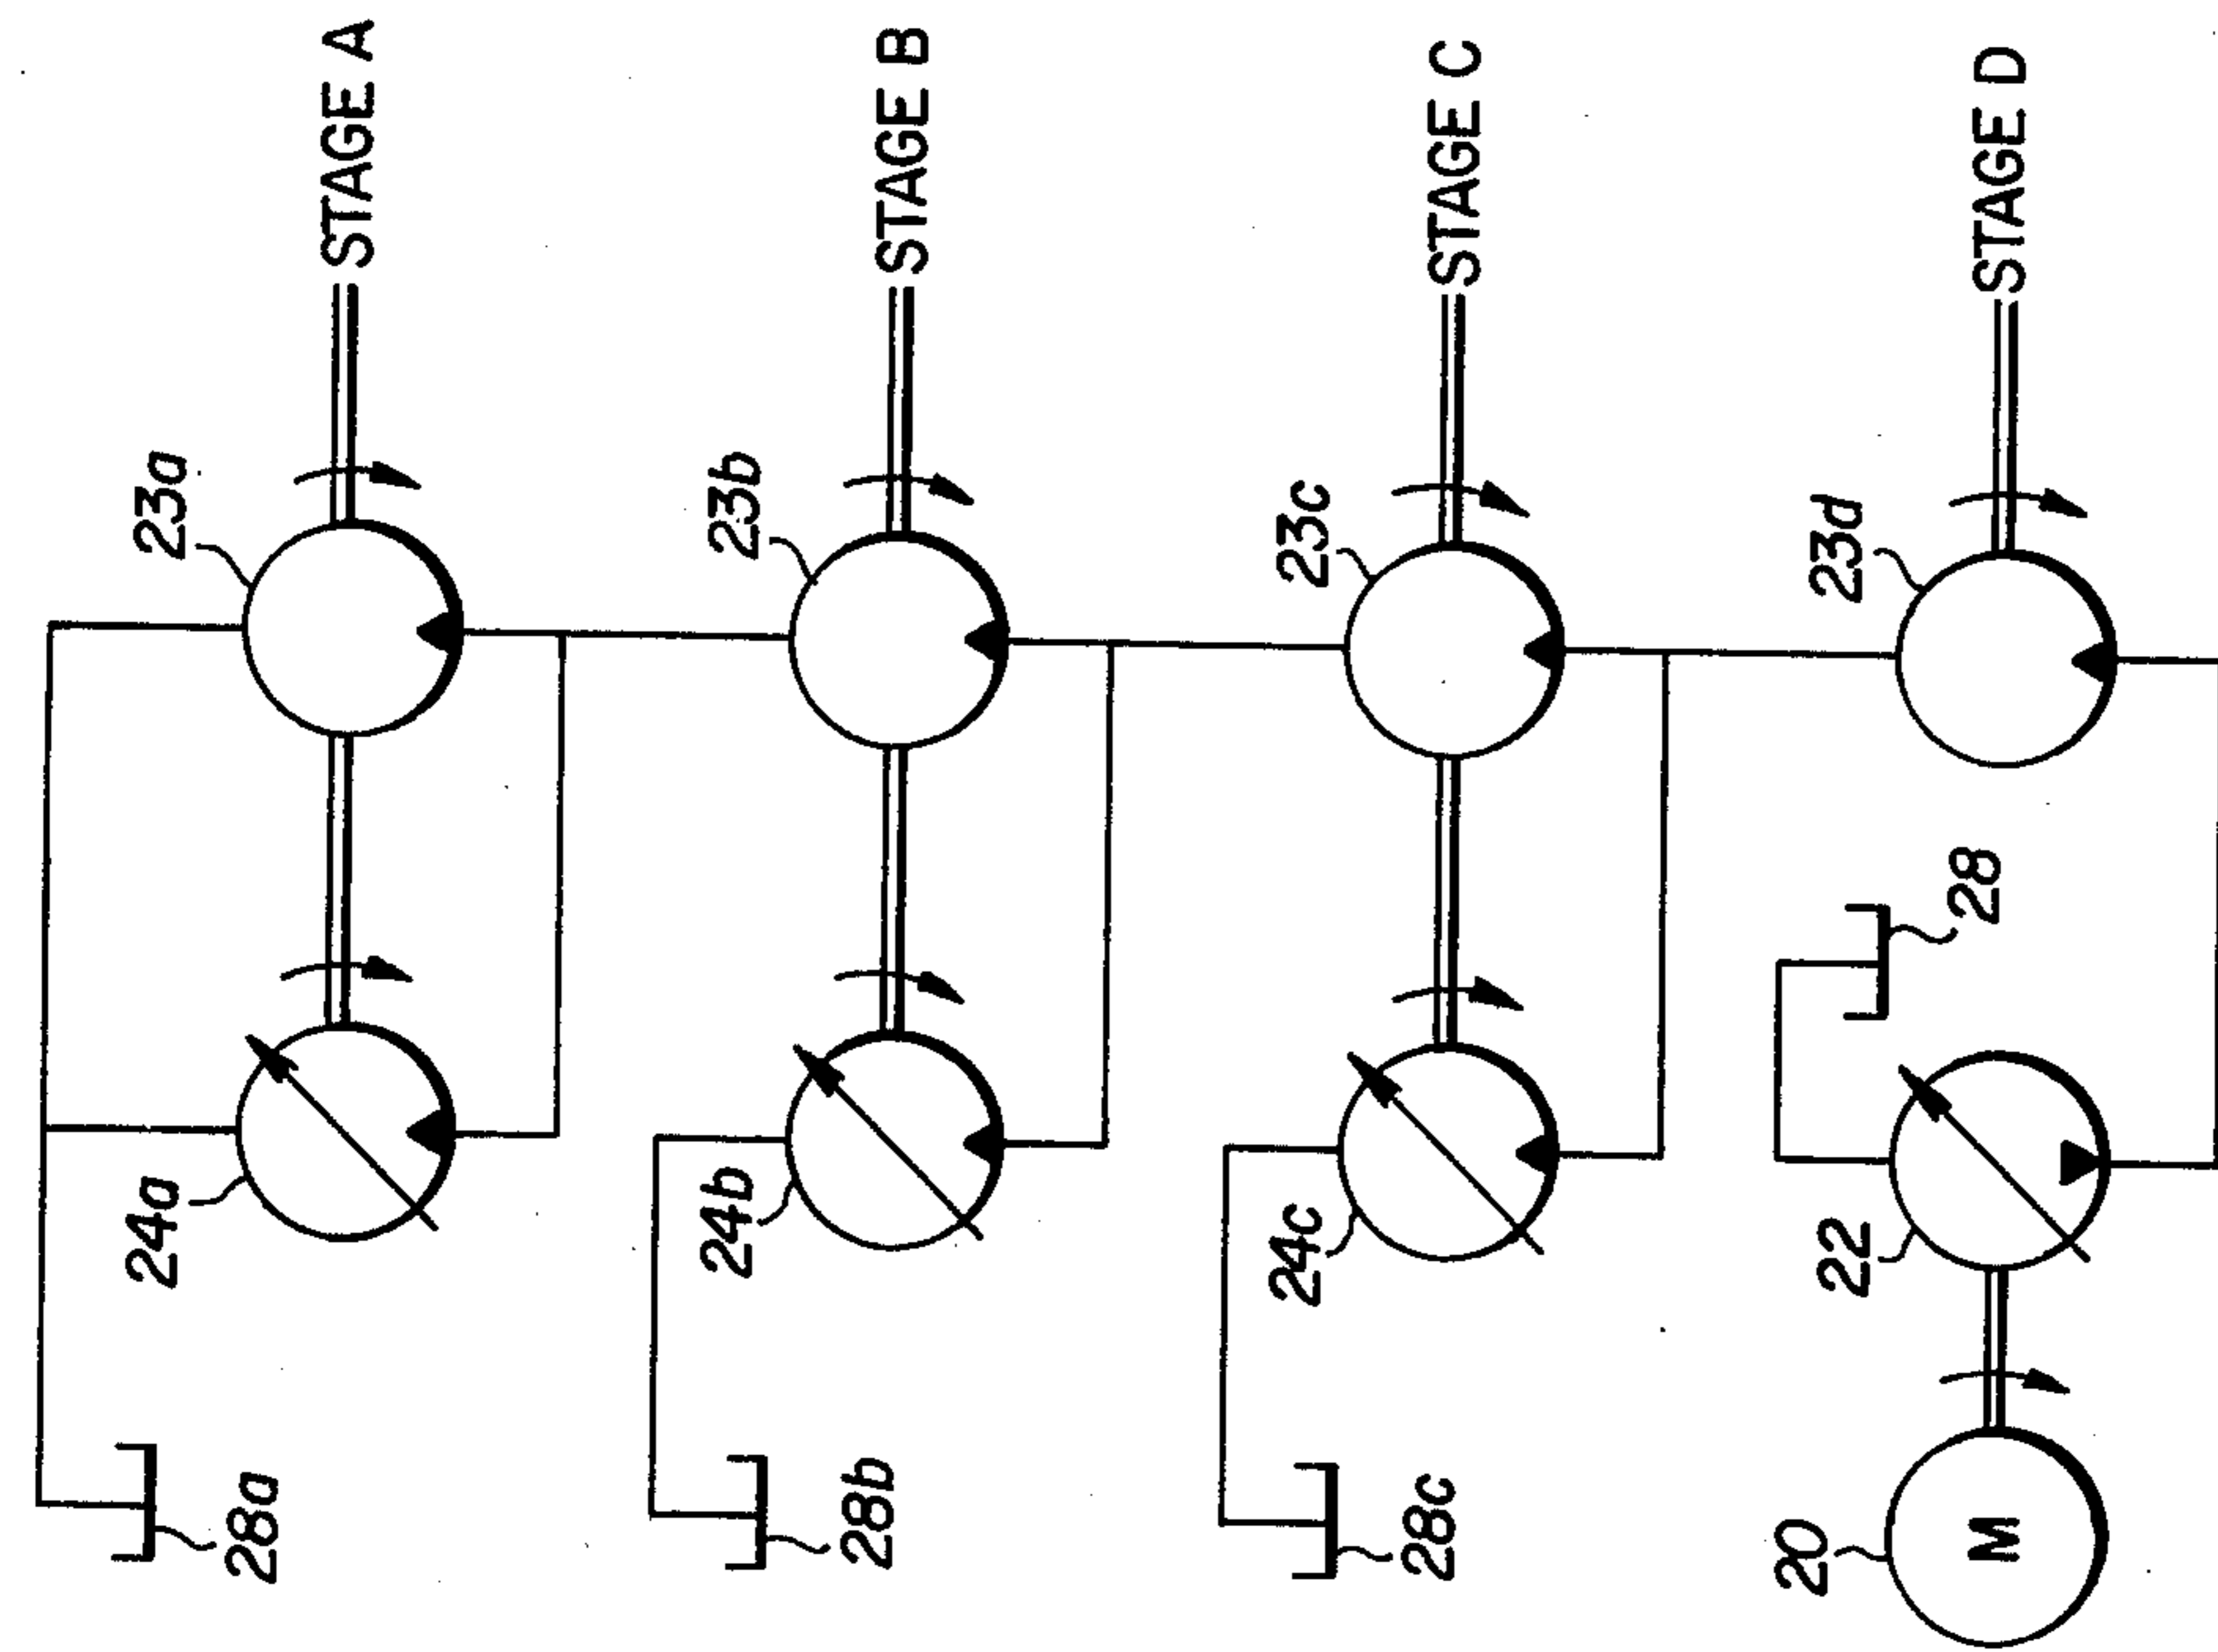 STAGE A
23a
24a
28a
STAGE B
23b
24b
28b
STAGE C
23c
24c
28c
STAGE D
23d
28
22
20
M